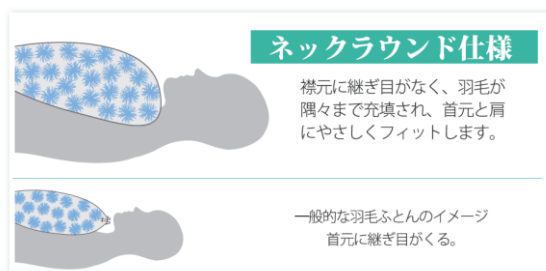 ネックラウンド仕様
襟元に継ぎ目がなく、羽毛が
隅々まで充填され、首元と肩
にやさしくフィットします。
一般的な羽毛ふとんのイメージ
首元に継ぎ目がくる。